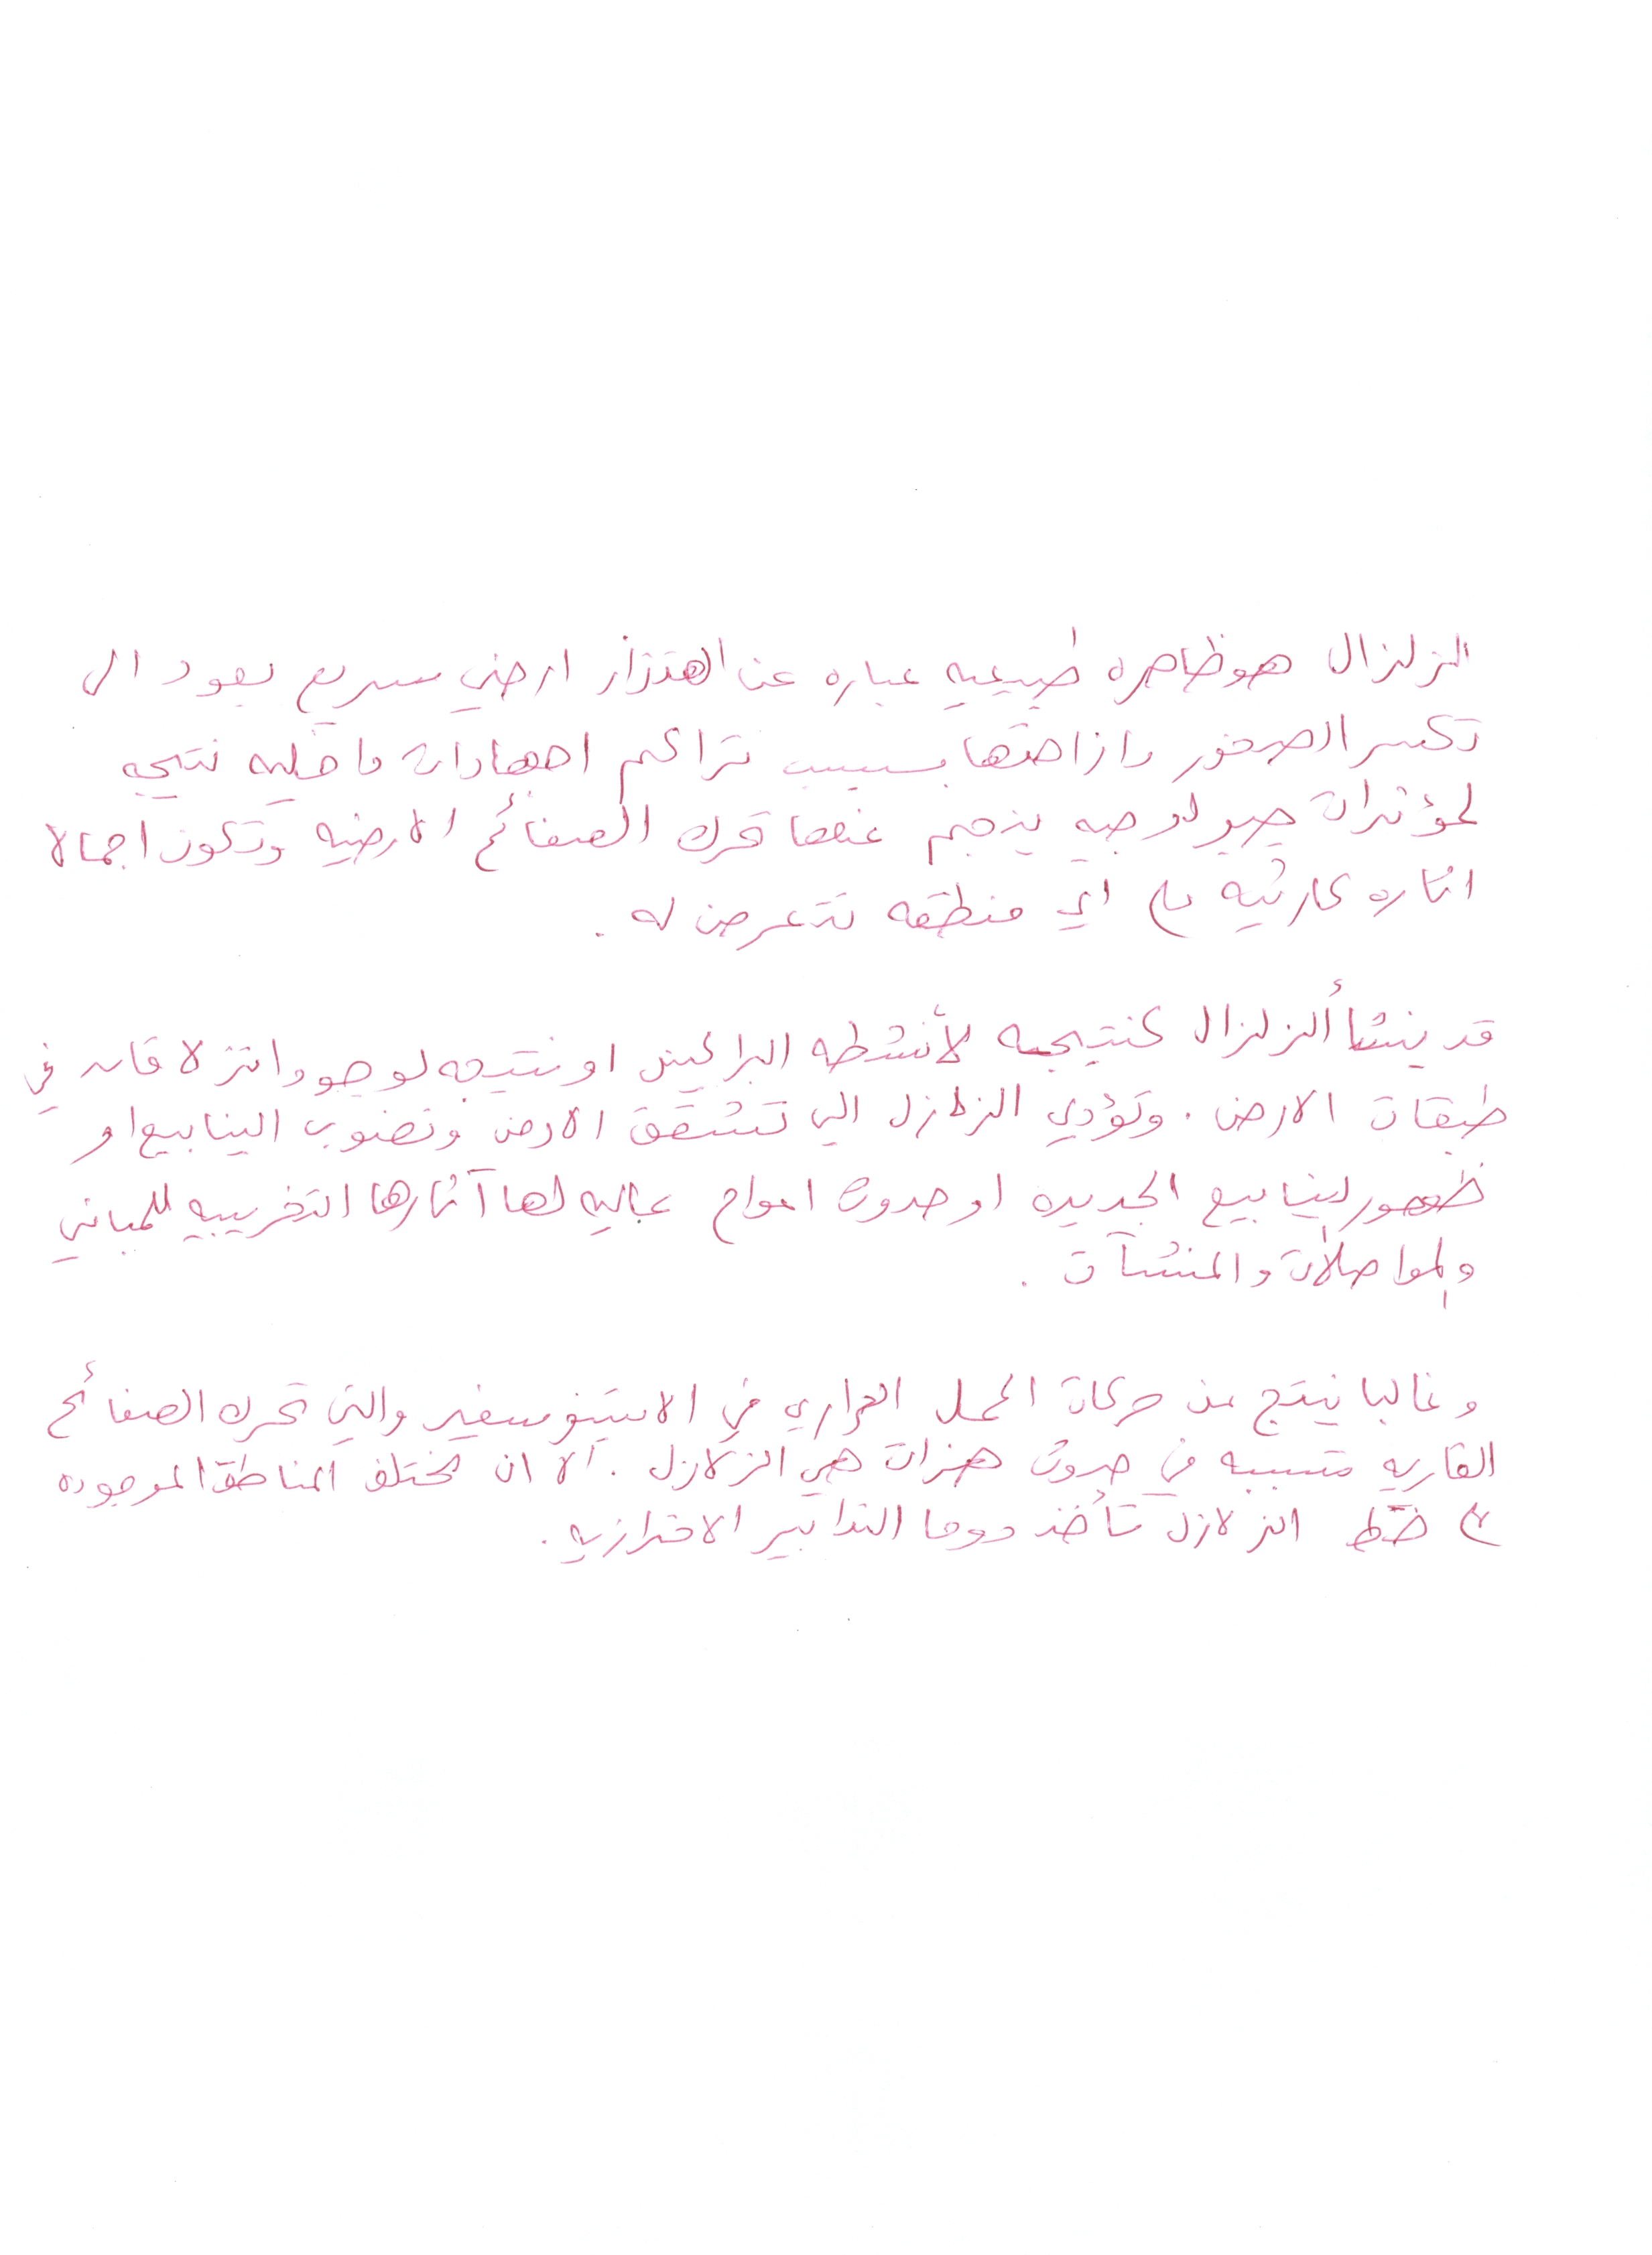 الزلزال هو ظاهره طبيعيه عباره عن اهتزاز ارضي سريع يعود الى
تكسر الصخور وازاحتها بسبب تراكم اجهادات داخليه نتيجه
لمؤثرات جيولوجيه ينجم عنها تحرك الصفائح الارضيه وتكون اجمالا
اثاره كارثيه على اي منطقه تتعرض له .
قد ينشأ الزلزال كنتيجه لأنشطه البراكين او نتيجه لوجود انزلاقات في
طبقات الارض . وتؤدي الزلازل الي تشقق الارض ونضوب الينابيع او
ظهور لينابيع الجديده او حدوث امواج عاليه لها آثارها التخريبيه للمباني
والمواصلات والمنشآت .
وغالبا ينتج من حركات الحمل الحراري في الاستينوسفير والتي تحرك الصفائح
القاريه متسببه في حدوث هزات هي الزلازل . الا ان مختلف المناطق الموجوده
على خط الزلازل تأخذ دوما التدابير الاحترازيه .